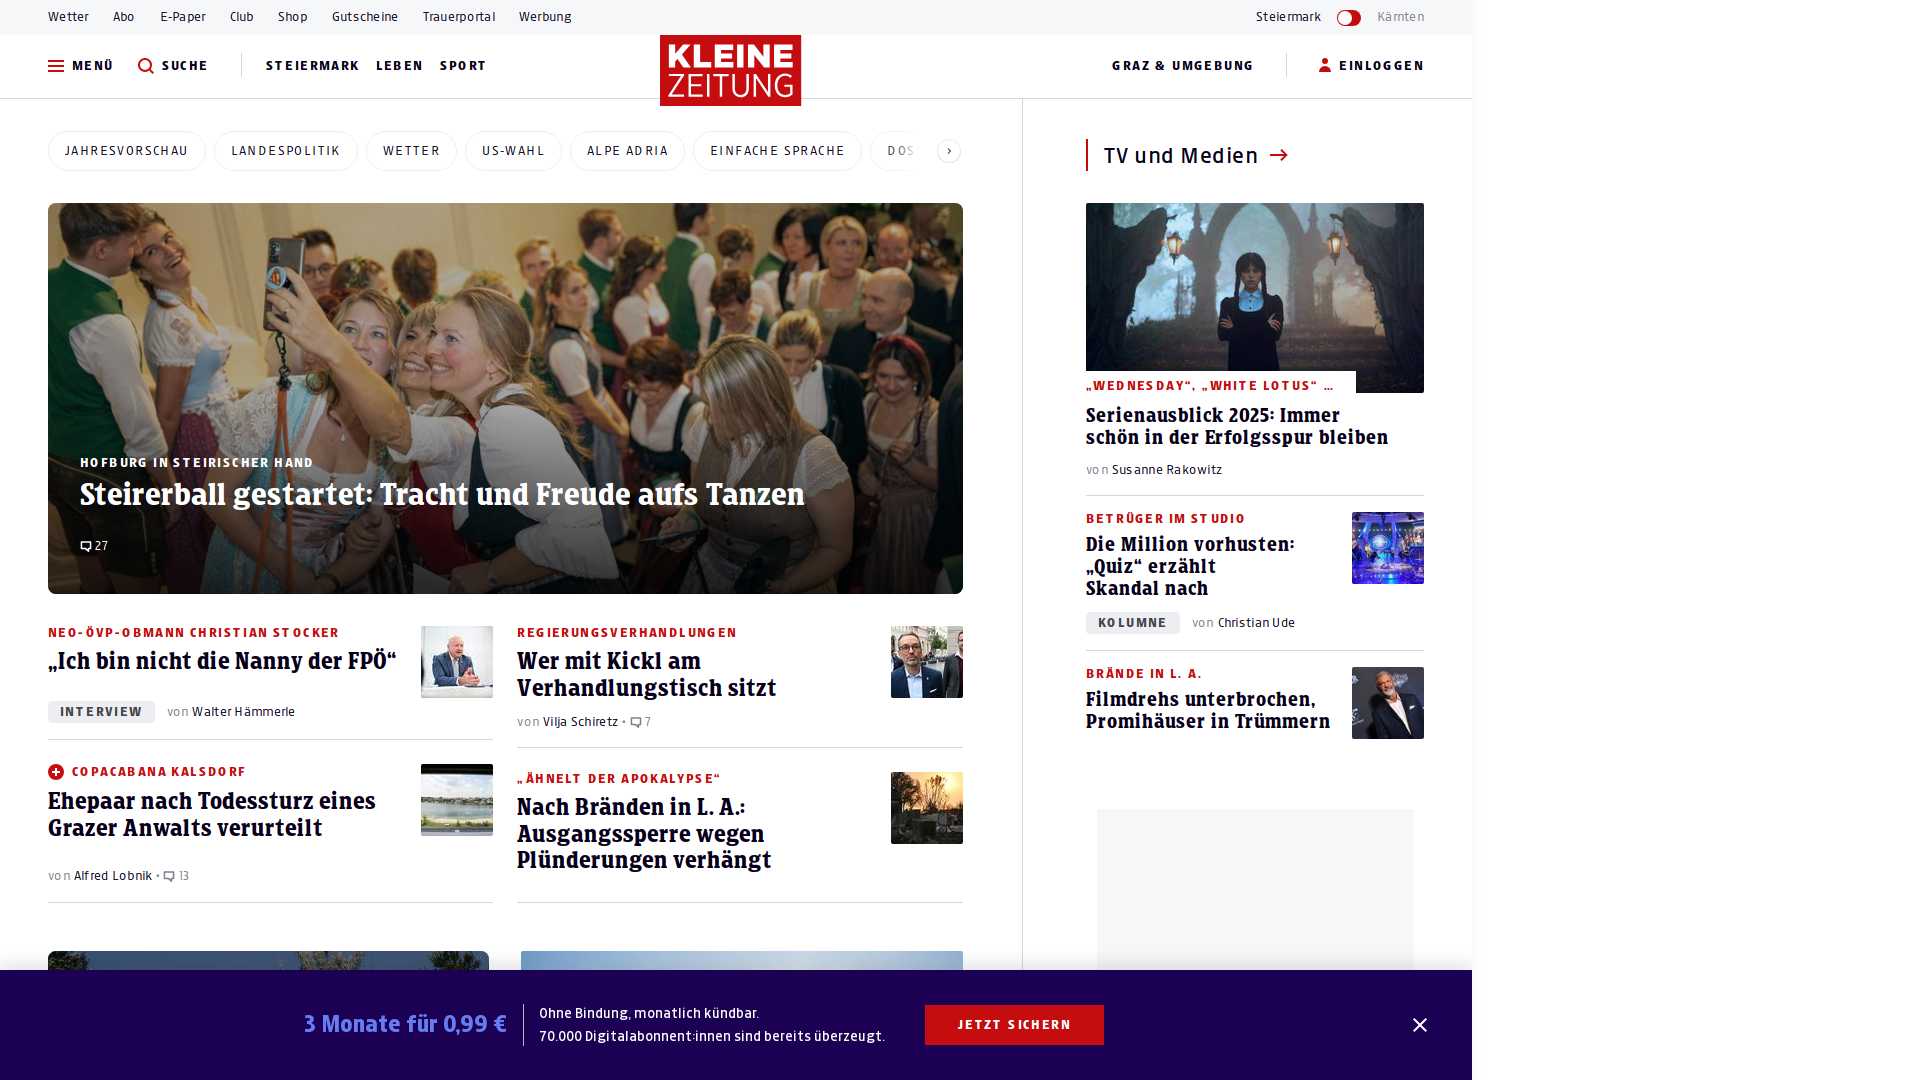 Wetter Abo E-Paper Club Shop Gutscheine Trauerportal Werbung
Steiermark Kärnten
MENÜ SUCHE STEIERMARK LEBEN SPORT
KLEINE
ZEITUNG
GRAZ & UMGEBUNG EINLOGGEN
JAHRESVORSCHAU LANDESPOLITIK WETTER US-WAHL ALPE ADRIA EINFACHE SPRACHE DOS
HOFBURG IN STEIRISCHER HAND
Steirerball gestartet: Tracht und Freude aufs Tanzen
27
NEO-ÖVP-OBMANN CHRISTIAN STOCKER
„Ich bin nicht die Nanny der FPÖ“
INTERVIEW von Walter Hämmerle
REGIERUNGSVERHANDLUNGEN
Wer mit Kickl am
Verhandlungstisch sitzt
von Vilja Schiretz • 7
COPACABANA KALSDORF
Ehepaar nach Todessturz eines
Grazer Anwalts verurteilt
von Alfred Lobnik • 13
„ÄHNELT DER APOKALYPSE“
Nach Bränden in L. A.:
Ausgangssperre wegen
Plünderungen verhängt
TV und Medien
„WEDNESDAY“, „WHITE LOTUS“ ...
Serienausblick 2025: Immer
schön in der Erfolgsspur bleiben
von Susanne Rakowitz
BETRÜGER IM STUDIO
Die Million vorhusten:
„Quiz“ erzählt
Skandal nach
KOLUMNE von Christian Ude
BRÄNDE IN L. A.
Filmdrehs unterbrochen,
Promihäuser in Trümmern
3 Monate für 0,99 €
Ohne Bindung, monatlich kündbar.
70.000 Digitalabonnent:innen sind bereits überzeugt.
JETZT SICHERN